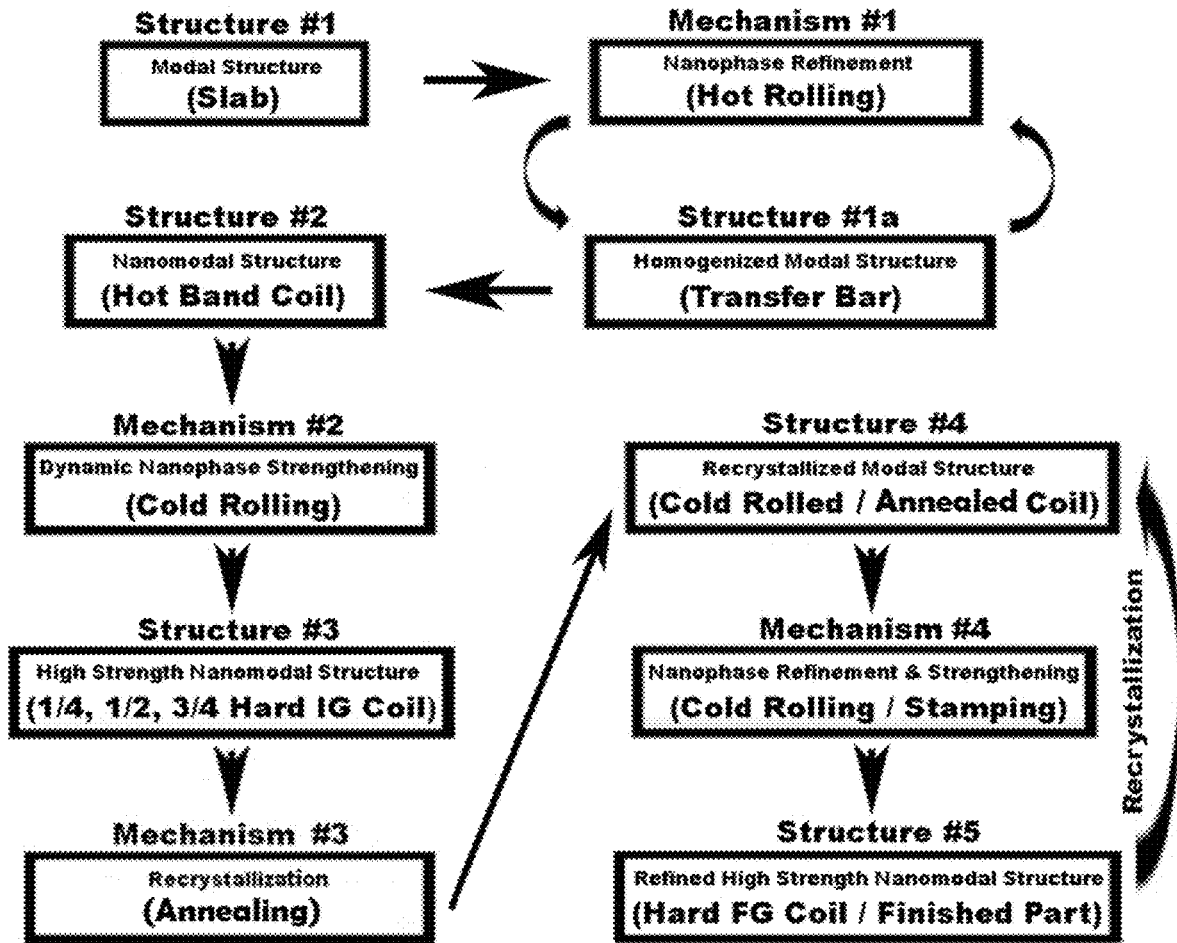 Structure #1
Modal Structure
(Slab)
Mechanism #1
Nanophase Refinement
(Hot Rolling)
Structure #2
Nanomodal Structure
(Hot Band Coil)
Structure #1a
Homogenized Modal Structure
(Transfer Bar)
Mechanism #2
Dynamic Nanophase Strengthening
(Cold Rolling)
Structure #3
High Strength Nanomodal Structure
(1/4, 1/2, 3/4 Hard IG Coil)
Mechanism #3
Recrystallization
(Annealing)
Structure #4
Recrystallized Modal Structure
(Cold Rolled / Annealed Coil)
Mechanism #4
Nanophase Refinement & Strengthening
(Cold Rolling / Stamping)
Structure #5
Refined High Strength Nanomodal Structure
(Hard FG Coil / Finished Part)
Recrystallization